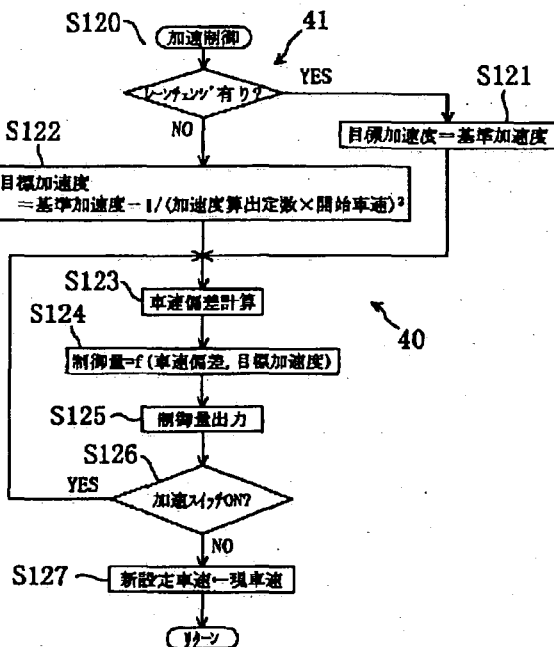 S120
加速制御
41
レーンチェンジ有り?
YES
S121
目標加速度=基準加速度
NO
S122
目標加速度
=基準加速度-1/(加速度算出定数×開始車速)²
S123
車速偏差計算
S124
制御量=f(車速偏差,目標加速度)
40
S125
制御量出力
S126
加速スイッチON?
YES
NO
S127
新設定車速←現車速
リターン